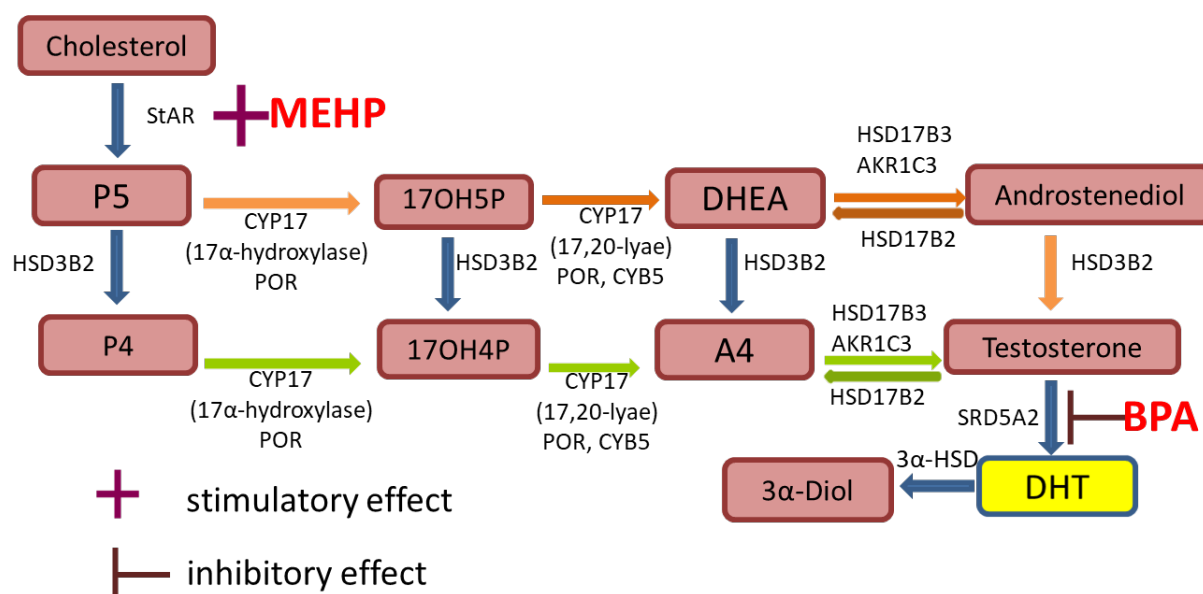 Cholesterol
StAR
MEHP
HSD17B3
AKR1C3
P5
17OH5P
DHEA
Androstenediol
CYP17
(17α-hydroxylase)
POR
CYP17
(17,20-lyae)
POR, CYB5
HSD17B2
HSD3B2
HSD3B2
HSD3B2
HSD3B2
HSD17B3
AKR1C3
P4
17OH4P
A4
Testosterone
CYP17
(17α-hydroxylase)
POR
CYP17
(17,20-lyae)
POR, CYB5
HSD17B2
SRD5A2
BPA
3α-HSD
3α-Diol
DHT
stimulatory effect
inhibitory effect